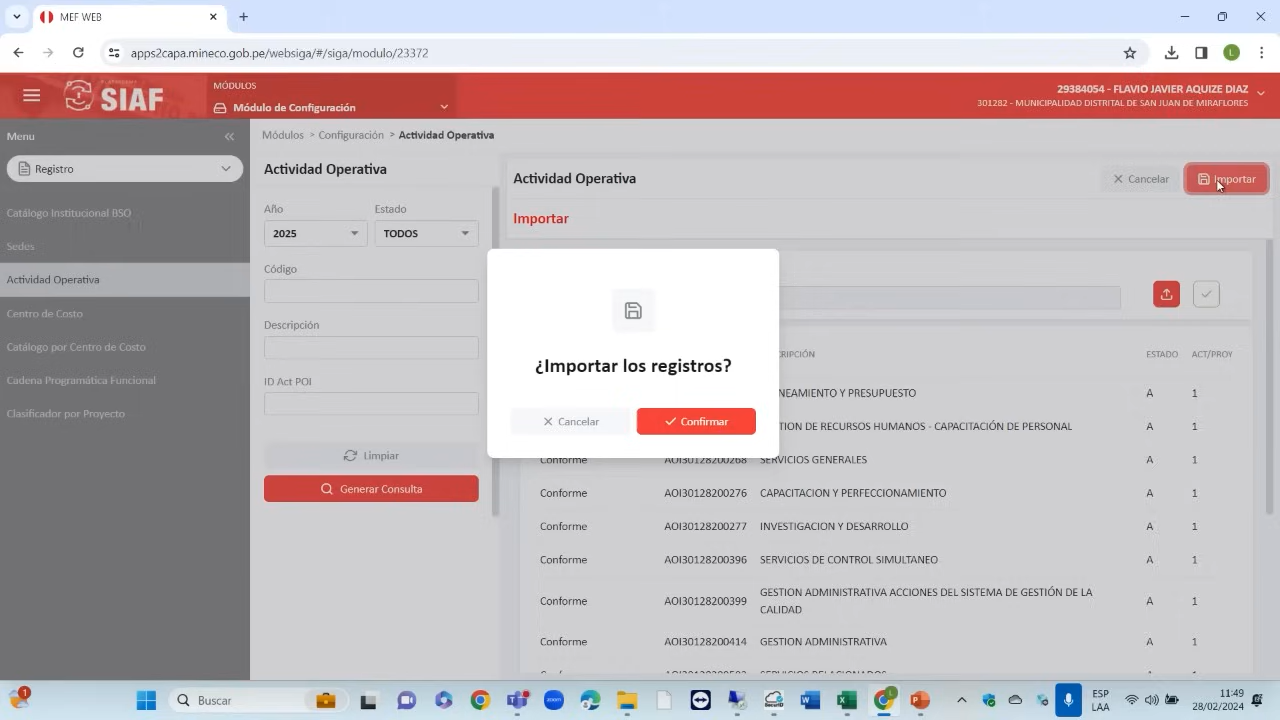 MEF WEB
apps2capa.mineco.gob.pe/websiga/#/siga/modulo/23372
L
SIAF
MÓDULOS
Módulo de Configuración
29384054 - FLAVIO JAVIER AQUIZE DIAZ
301282 - MUNICIPALIDAD DISTRITAL DE SAN JUAN DE MIRAFLORES
Menu
Registro
Catálogo Institucional BSO
Sedes
Actividad Operativa
Centro de Costo
Catálogo por Centro de Costo
Cadena Programática Funcional
Clasificador por Proyecto
Módulos > Configuración > Actividad Operativa
Actividad Operativa
Año
Estado
2025
TODOS
Código
Descripción
ID Act POI
Limpiar
Generar Consulta
Actividad Operativa
Cancelar
Importar
Importar
¿Importar los registros?
Cancelar
Confirmar
RIPCIÓN ESTADO ACT/PROY
NEAMIENTO Y PRESUPUESTO A 1
TION DE RECURSOS HUMANOS - CAPACITACIÓN DE PERSONAL A 1
Conforme AOI30128200268 SERVICIOS GENERALES A 1
Conforme AOI30128200276 CAPACITACION Y PERFECCIONAMIENTO A 1
Conforme AOI30128200277 INVESTIGACION Y DESARROLLO A 1
Conforme AOI30128200396 SERVICIOS DE CONTROL SIMULTANEO A 1
Conforme AOI30128200399 GESTION ADMINISTRATIVA ACCIONES DEL SISTEMA DE GESTIÓN DE LA A 1
CALIDAD
Conforme AOI30128200414 GESTION ADMINISTRATIVA A 1
SERVICIOS RELACIONADOS
1
Buscar
zoom
ESP
LAA
11:49
28/02/2024